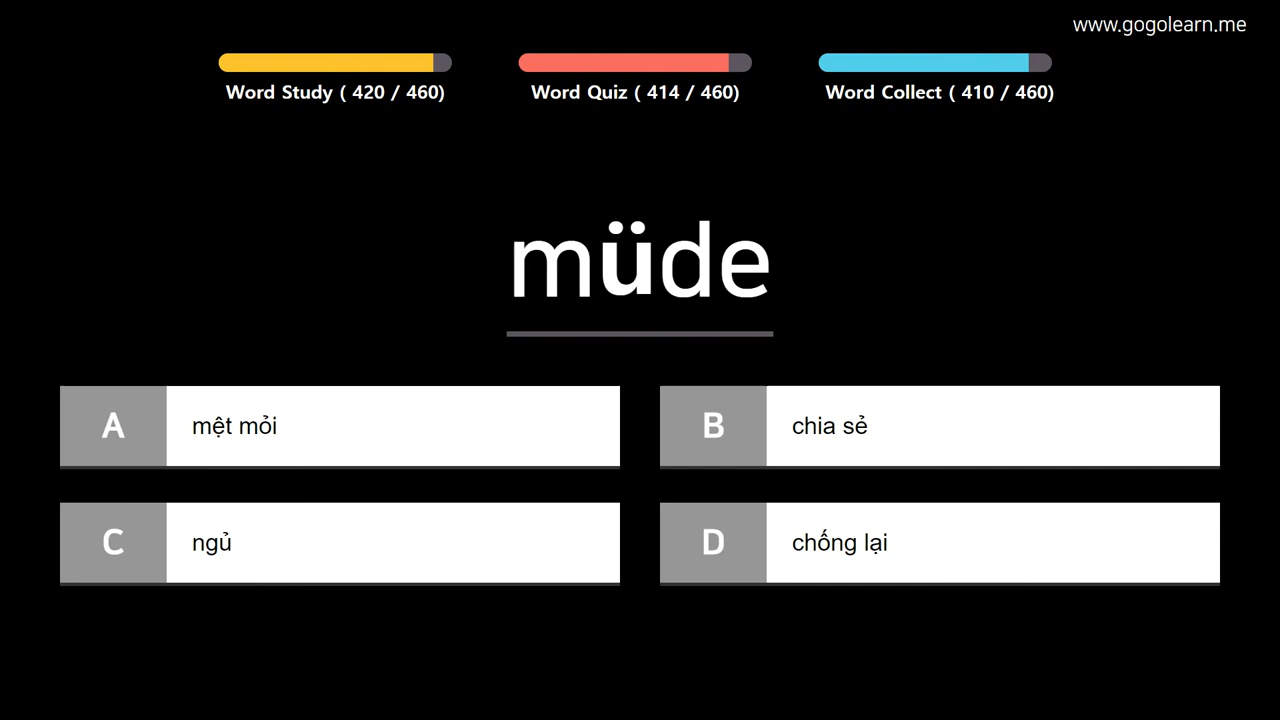 www.gogolearn.me
Word Study ( 420 / 460)
Word Quiz ( 414 / 460)
Word Collect ( 410 / 460)
müde
A mệt mỏi
B chia sẻ
C ngủ
D chống lại